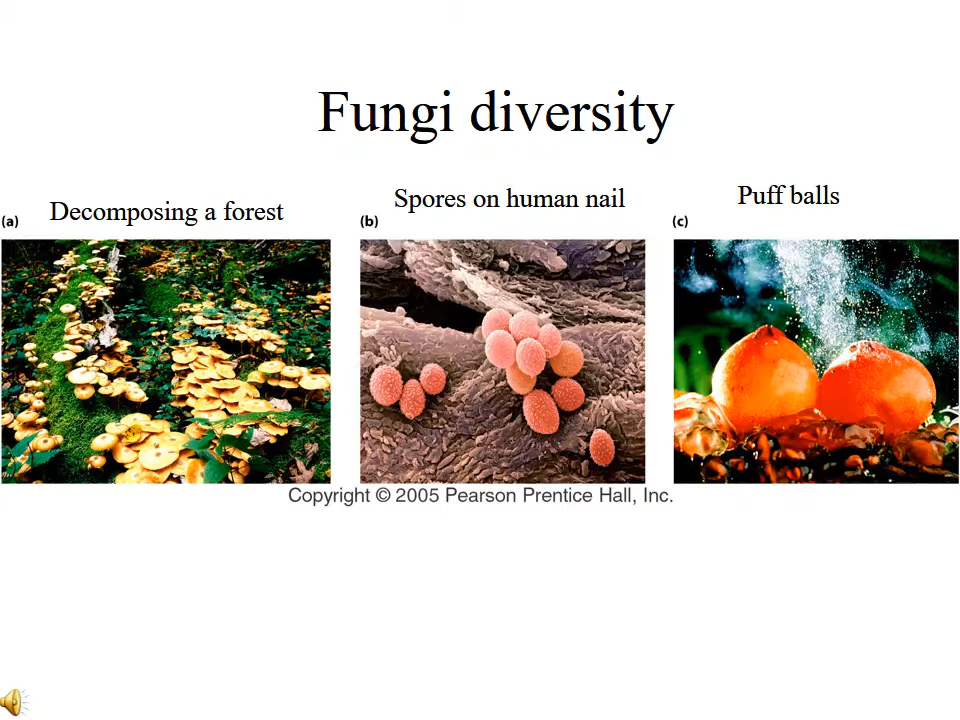 Fungi diversity
(a)
Decomposing a forest
(b)
Spores on human nail
(c)
Puff balls
Copyright © 2005 Pearson Prentice Hall, Inc.